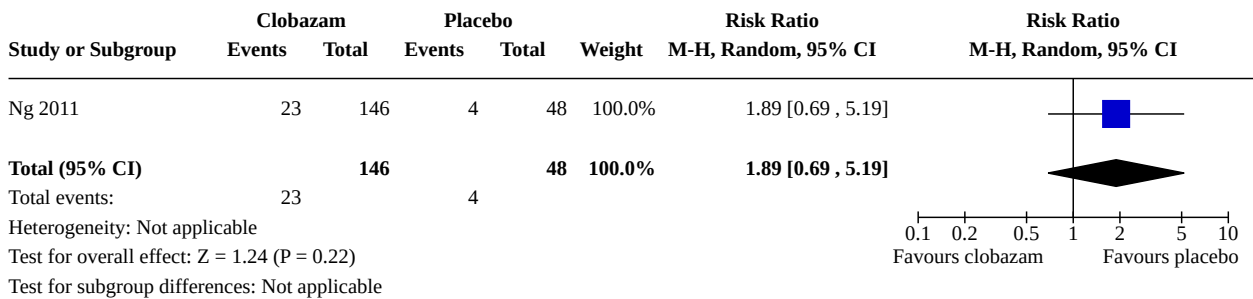 Clobazam Placebo Risk Ratio Risk Ratio
Study or Subgroup Events Total Events Total Weight M-H, Random, 95% CI M-H, Random, 95% CI
Ng 2011 23 146 4 48 100.0% 1.89 [0.69 , 5.19]
Total (95% CI) 146 48 100.0% 1.89 [0.69 , 5.19]
Total events: 23 4
Heterogeneity: Not applicable
0.1 0.2 0.5 1 2 5 10
Test for overall effect: Z = 1.24 (P = 0.22) Favours clobazam Favours placebo
Test for subgroup differences: Not applicable